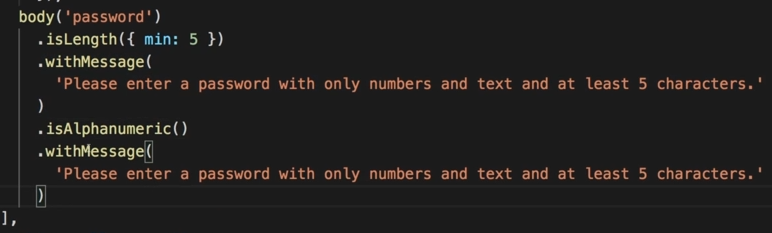 body('password')
.isLength({ min: 5 })
.withMessage(
'Please enter a password with only numbers and text and at least 5 characters.'
)
.isAlphanumeric()
.withMessage(
'Please enter a password with only numbers and text and at least 5 characters.'
)
],